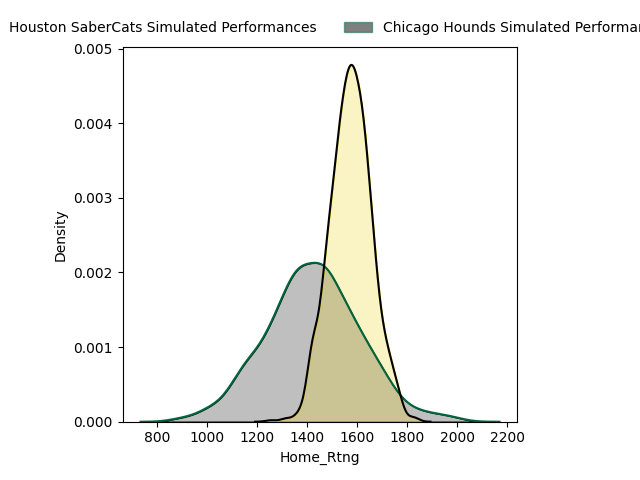 Houston SaberCats Simulated Performances
Chicago Hounds Simulated
0.005
0.004
0.003
0.002
0.001
0.000
Density
800 1000 1200 1400 1600 1800 2000 2200
Home_Rtng